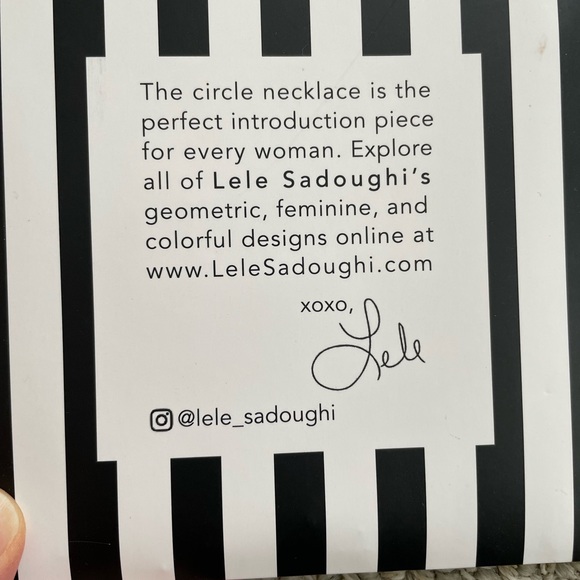 The circle necklace is the
perfect introduction piece
for every woman. Explore
all of Lele Sadoughi's
geometric, feminine, and
colorful designs online at
www.LeleSadoughi.com
xoxo,
Lele
@lele_sadoughi